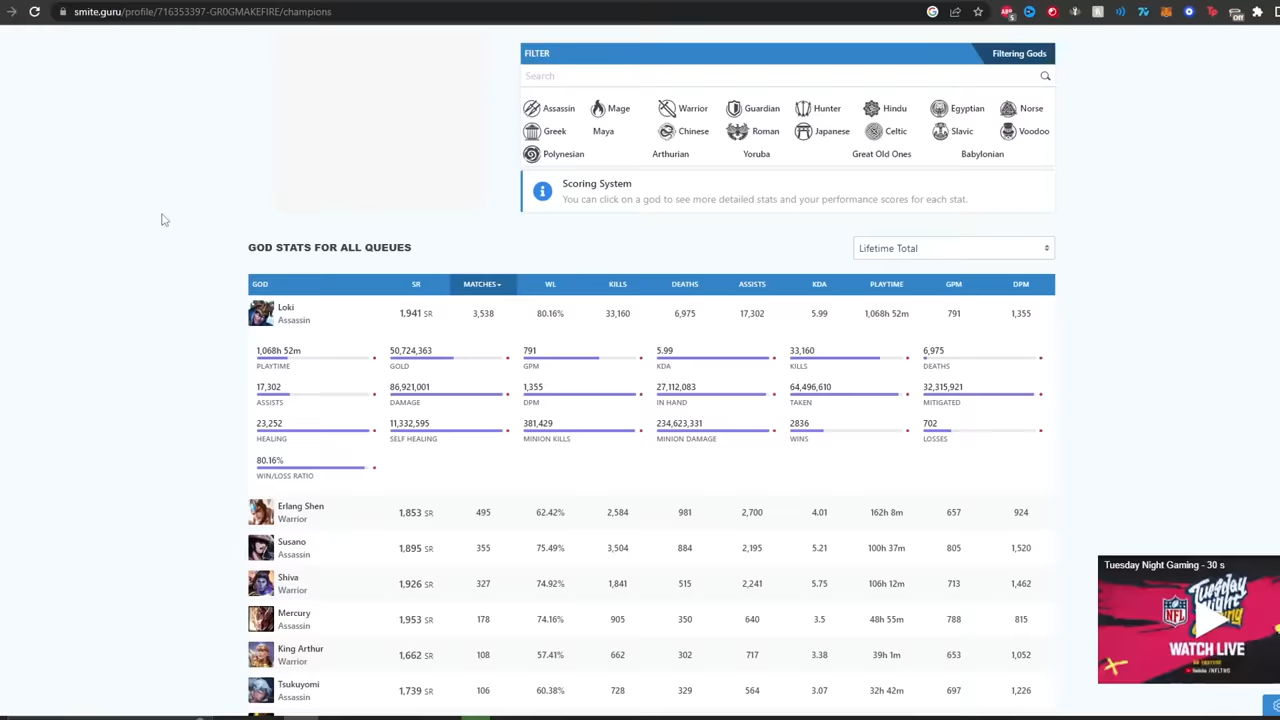 smite.guru/profile/716353397-GR0GMAKEFIRE/champions
FILTER Filtering Gods
Search
Assassin Mage Warrior Guardian Hunter Hindu Egyptian Norse
Greek Maya Chinese Roman Japanese Celtic Slavic Voodoo
Polynesian Arthurian Yoruba Great Old Ones Babylonian
Scoring System
You can click on a god to see more detailed stats and your performance scores for each stat.
GOD STATS FOR ALL QUEUES Lifetime Total
GOD SR MATCHES WL KILLS DEATHS ASSISTS KDA PLAYTIME GPM DPM
Loki
Assassin
1,941 SR 3,538 80.16% 33,160 6,975 17,302 5.99 1,068h 52m 791 1,355
1,068h 52m 50,724,363 791 5.99 33,160 6,975
PLAYTIME GOLD GPM KDA KILLS DEATHS
17,302 86,921,001 1,355 27,112,083 64,496,610 32,315,921
ASSISTS DAMAGE DPM IN HAND TAKEN MITIGATED
23,252 11,332,595 381,429 234,623,331 2836 702
HEALING SELF HEALING MINION KILLS MINION DAMAGE WINS LOSSES
80.16%
WIN/LOSS RATIO
Erlang Shen
Warrior
1,853 SR 495 62.42% 2,584 981 2,700 4.01 162h 8m 657 924
Susano
Assassin
1,895 SR 355 75.49% 3,504 884 2,195 5.21 100h 37m 805 1,520
Shiva
Warrior
1,926 SR 327 74.92% 1,841 515 2,241 5.75 106h 12m 713 1,462
Mercury
Assassin
1,953 SR 178 74.16% 905 350 640 3.5 48h 55m 788 815
King Arthur
Warrior
1,662 SR 108 57.41% 662 302 717 3.38 39h 1m 653 1,052
Tsukuyomi
Assassin
1,739 SR 106 60.38% 728 329 564 3.07 32h 42m 697 1,226
Tuesday Night Gaming - 30 s
NFL
Tuesday
Night
Gaming
WATCH LIVE